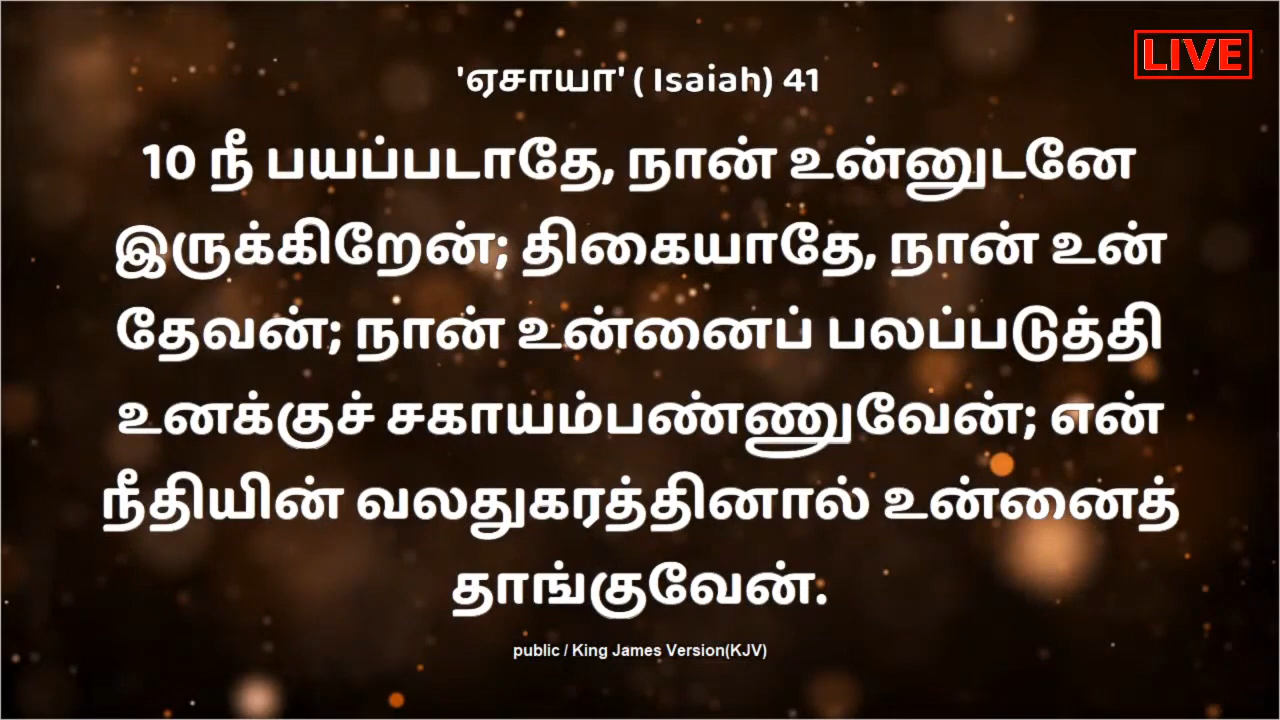 LIVE
'ஏசாயா' ( Isaiah) 41
10 நீ பயப்படாதே, நான் உன்னுடனே
இருக்கிறேன்; திகையாதே, நான் உன்
தேவன்; நான் உன்னைப் பலப்படுத்தி
உனக்குச் சகாயம்பண்ணுவேன்; என்
நீதியின் வலதுகரத்தினால் உன்னைத்
தாங்குவேன்.
public / King James Version(KJV)